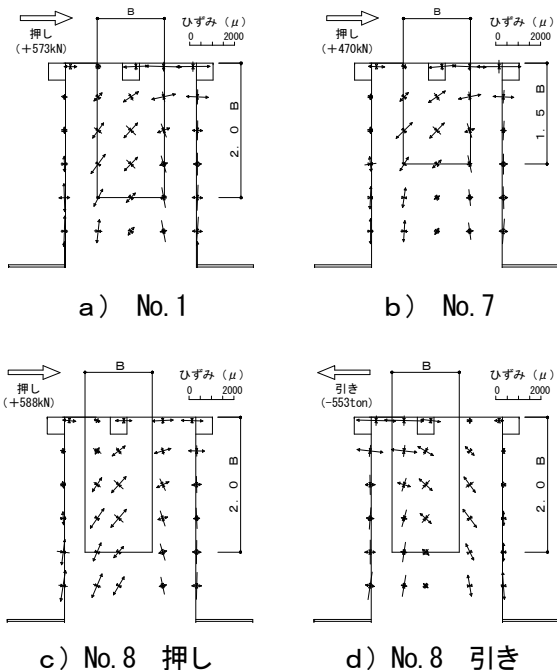 B
ひずみ（μ）
0 2000
押し
(＋573kN)
2.0B
a） No.1
B
ひずみ（μ）
0 2000
押し
(＋470kN)
1.5B
b） No.7
B
ひずみ（μ）
0 2000
押し
(＋588kN)
2.0B
c）No.8 押し
B
ひずみ（μ）
0 2000
引き
(-553ton)
2.0B
d）No.8 引き